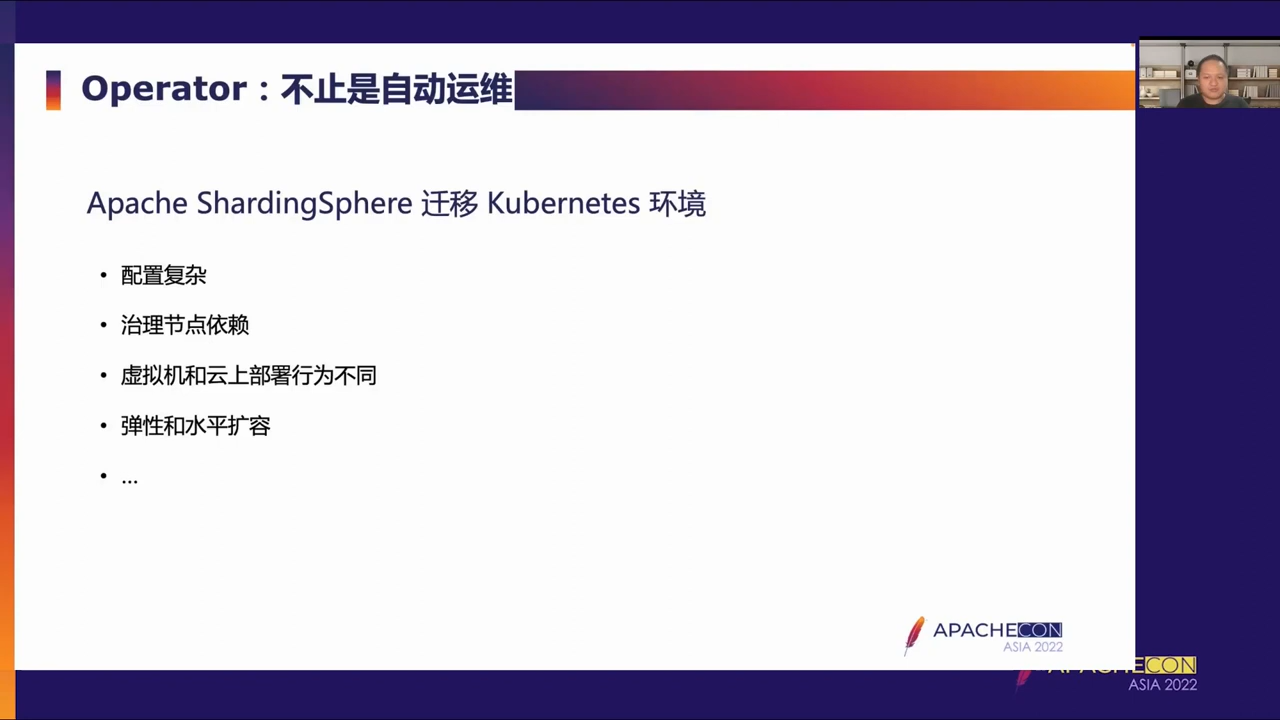 Operator：不止是自动运维
Apache ShardingSphere 迁移 Kubernetes 环境
• 配置复杂
• 治理节点依赖
• 虚拟机和云上部署行为不同
• 弹性和水平扩容
• ...
APACHECON
ASIA 2022
APACHECON
ASIA 2022